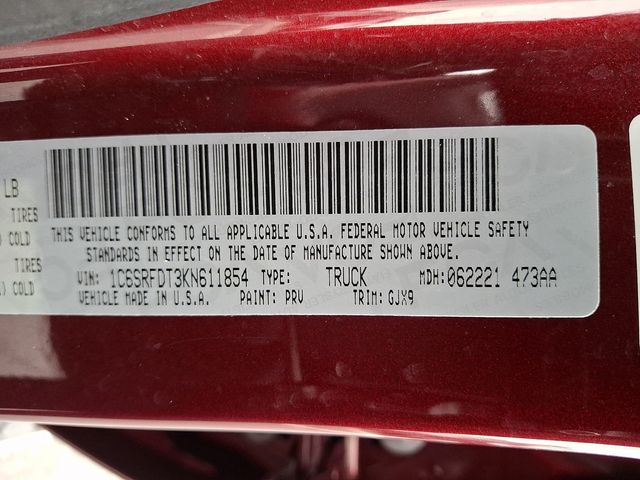 LB
TIRES
COLD
TIRES
) COLD
THIS VEHICLE CONFORMS TO ALL APPLICABLE U.S.A. FEDERAL MOTOR VEHICLE SAFETY
STANDARDS IN EFFECT ON THE DATE OF MANUFACTURE SHOWN ABOVE.
VIN: 1C6SRFDT3KN611854 TYPE: TRUCK MDH:062221 473AA
VEHICLE MADE IN U.S.A. PAINT: PRV TRIM: GJX9